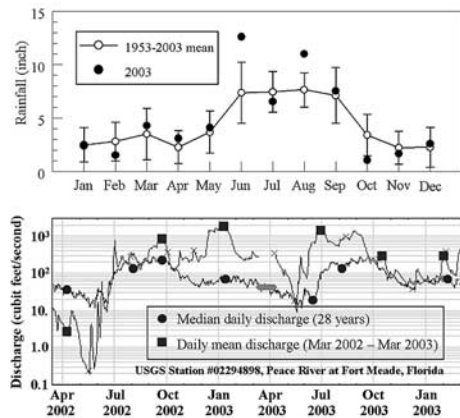 15
10
5
0
Rainfall (inch)
1953-2003 mean
2003
Jan Feb Mar Apr May Jun Jul Aug Sep Oct Nov Dec
10³
10²
10.
1.0
0.1
Discharge (cubit feet/second)
Median daily discharge (28 years)
Daily mean discharge (Mar 2002 – Mar 2003)
USGS Station #02294898, Peace River at Fort Meade, Florida
Apr Jul Oct Jan Apr Jul Oct Jan
2002 2002 2002 2003 2003 2003 2003 2003